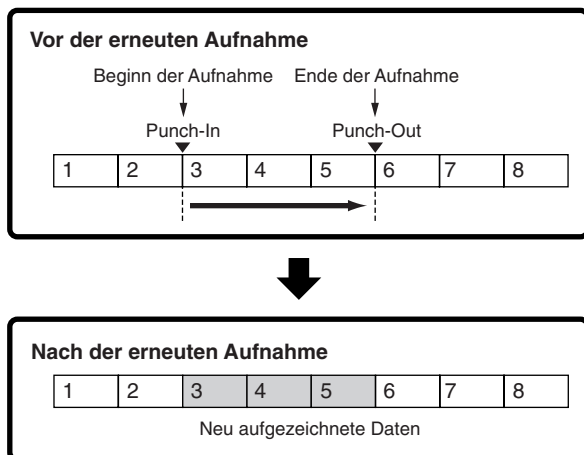 Vor der erneuten Aufnahme
Beginn der Aufnahme Ende der Aufnahme
Punch-In Punch-Out
1 2 3 4 5 6 7 8
Nach der erneuten Aufnahme
1 2 3 4 5 6 7 8
Neu aufgezeichnete Daten